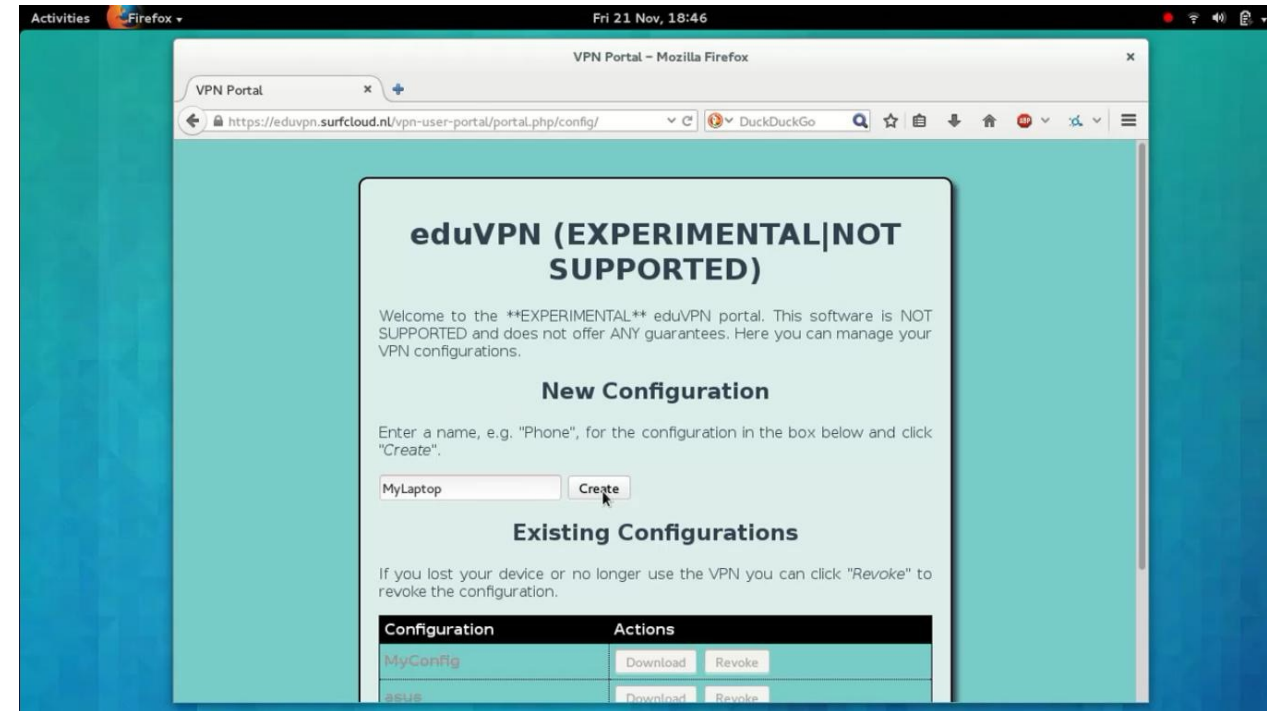 Activities Firefox Fri 21 Nov, 18:46
VPN Portal – Mozilla Firefox
VPN Portal
https://eduvpn.surfcloud.nl/vpn-user-portal/portal.php/config/ DuckDuckGo
eduVPN (EXPERIMENTAL|NOT
SUPPORTED)
Welcome to the **EXPERIMENTAL** eduVPN portal. This software is NOT
SUPPORTED and does not offer ANY guarantees. Here you can manage your
VPN configurations.
New Configuration
Enter a name, e.g. "Phone", for the configuration in the box below and click
"Create".
MyLaptop Create
Existing Configurations
If you lost your device or no longer use the VPN you can click "Revoke" to
revoke the configuration.
Configuration Actions
MyConfig Download Revoke
asus Download Revoke